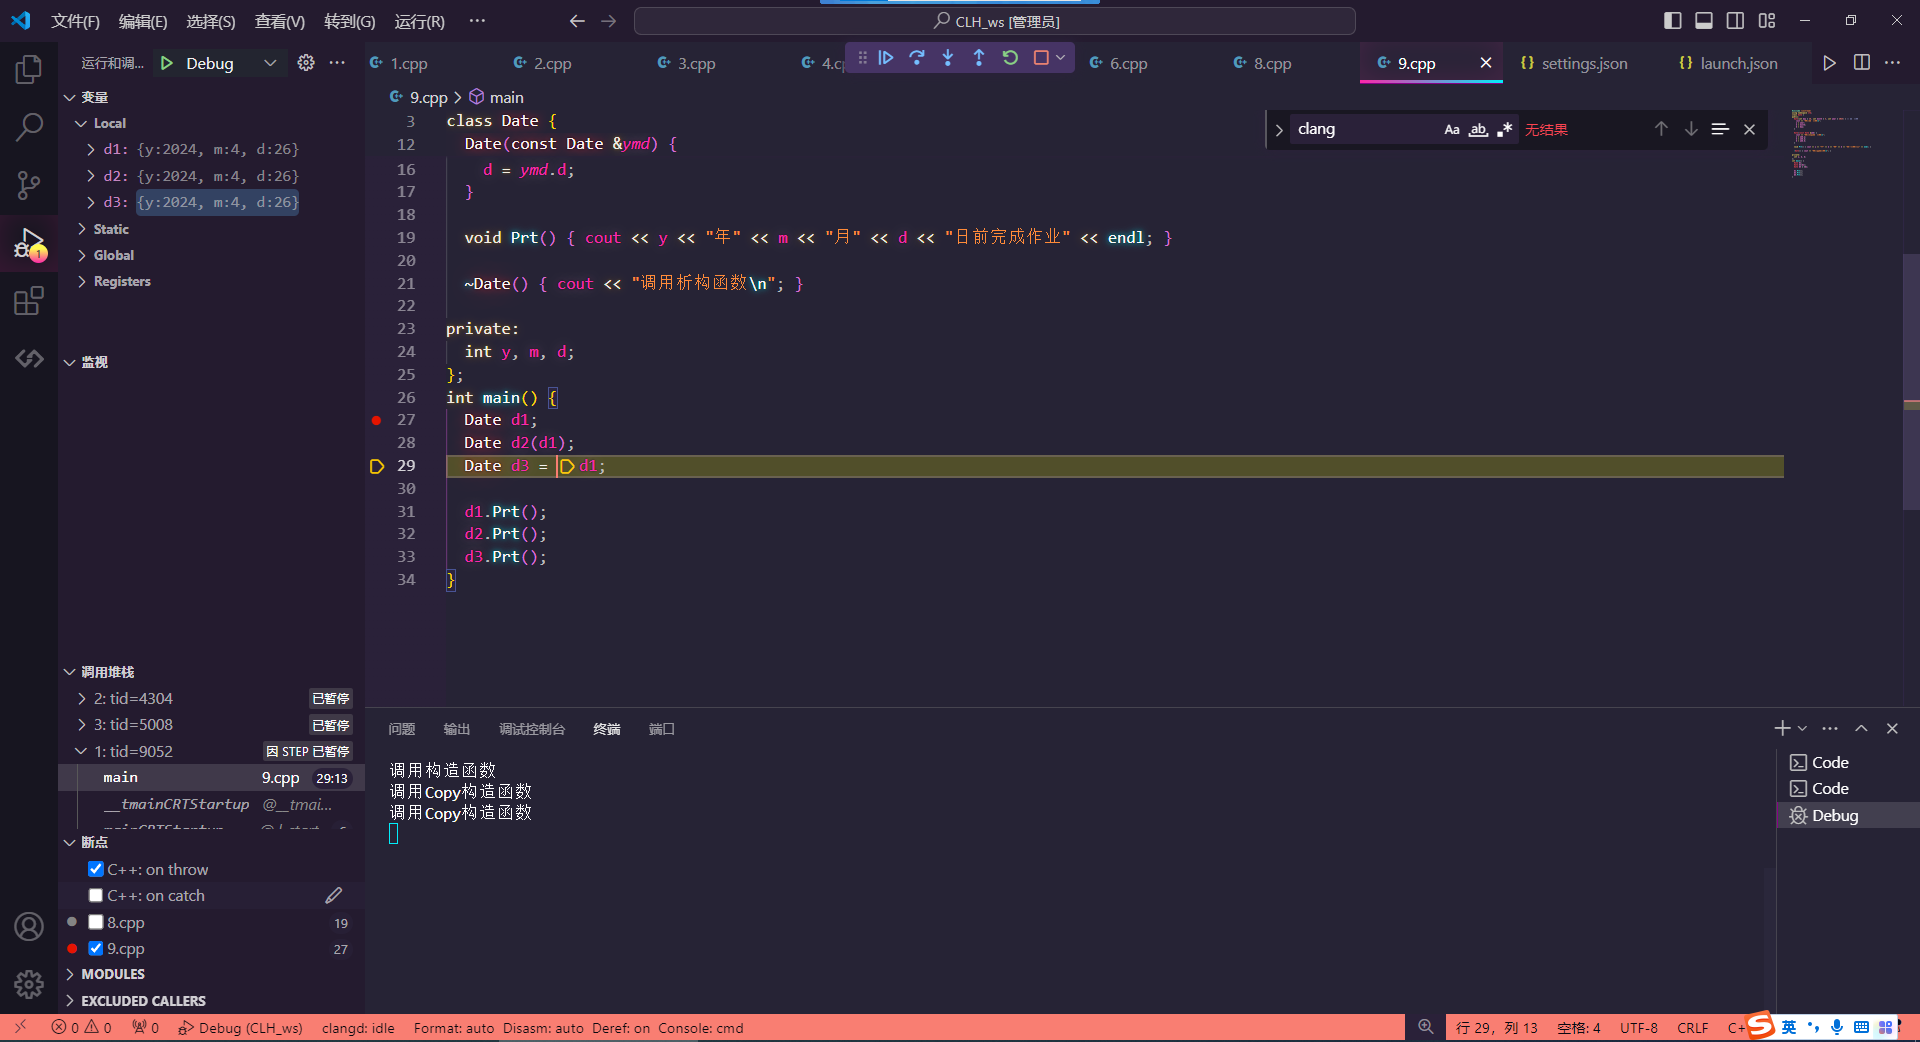 文件(F) 编辑(E) 选择(S) 查看(V) 转到(G) 运行(R) ··· CLH_ws [管理员]
运行和调... Debug ···
1.cpp 2.cpp 3.cpp 4.cp 6.cpp 8.cpp 9.cpp settings.json launch.json ···
变量
Local
d1: {y:2024, m:4, d:26}
d2: {y:2024, m:4, d:26}
d3: {y:2024, m:4, d:26}
Static
Global
Registers
监视
调用堆栈
2: tid=4304 已暂停
3: tid=5008 已暂停
1: tid=9052 因 STEP 已暂停
main 9.cpp 29:13
__tmainCRTStartup @__tmai...
断点
C++: on throw
C++: on catch
8.cpp 19
9.cpp 27
MODULES
EXCLUDED CALLERS
9.cpp > main
clang Aa ab 无结果
3 class Date {
12 Date(const Date &ymd) {
16 d = ymd.d;
17 }
18
19 void Prt() { cout << y << "年" << m << "月" << d << "日前完成作业" << endl; }
20
21 ~Date() { cout << "调用析构函数\n"; }
22
23 private:
24 int y, m, d;
25 };
26 int main() {
27 Date d1;
28 Date d2(d1);
29 Date d3 = d1;
30
31 d1.Prt();
32 d2.Prt();
33 d3.Prt();
34 }
问题 输出 调试控制台 终端 端口 ···
调用构造函数
调用Copy构造函数
调用Copy构造函数
Code
Code
Debug
1
0 0 0 Debug (CLH_ws) clangd: idle Format: auto Disasm: auto Deref: on Console: cmd 行 29，列 13 空格: 4 UTF-8 CRLF C+ 英